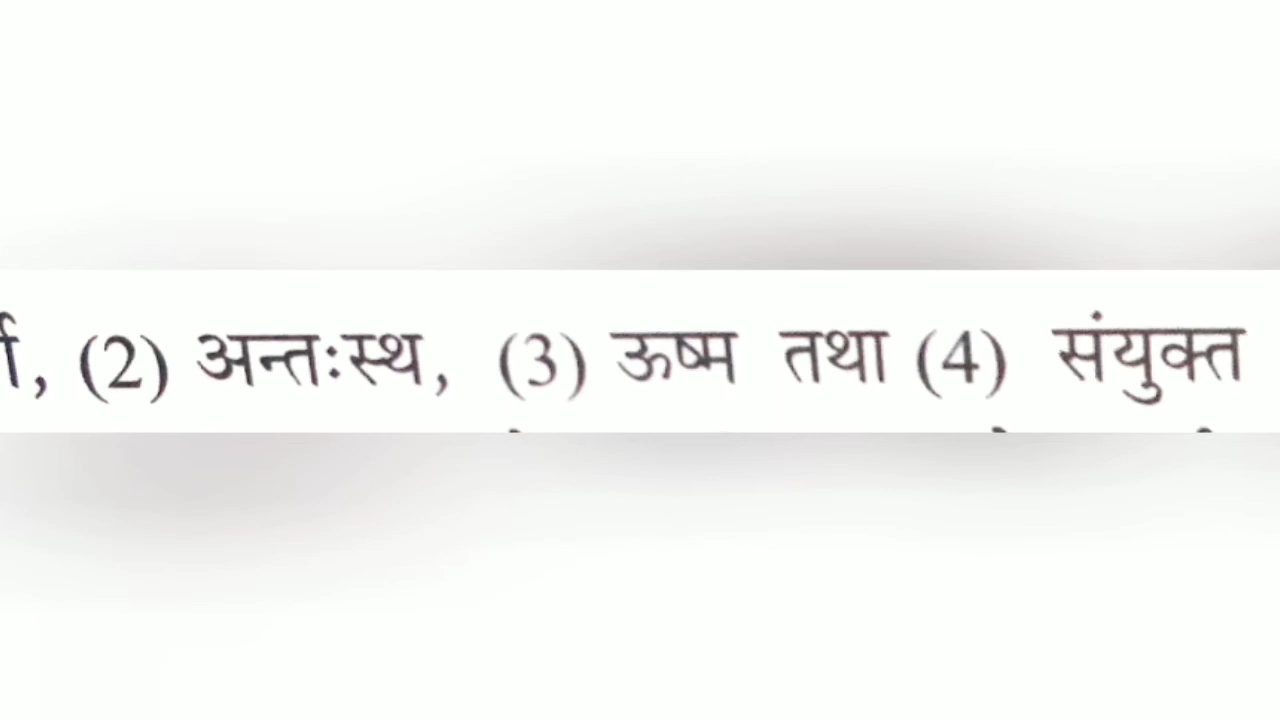 , (2) अन्तःस्थ, (3) ऊष्म तथा (4) संयुक्त